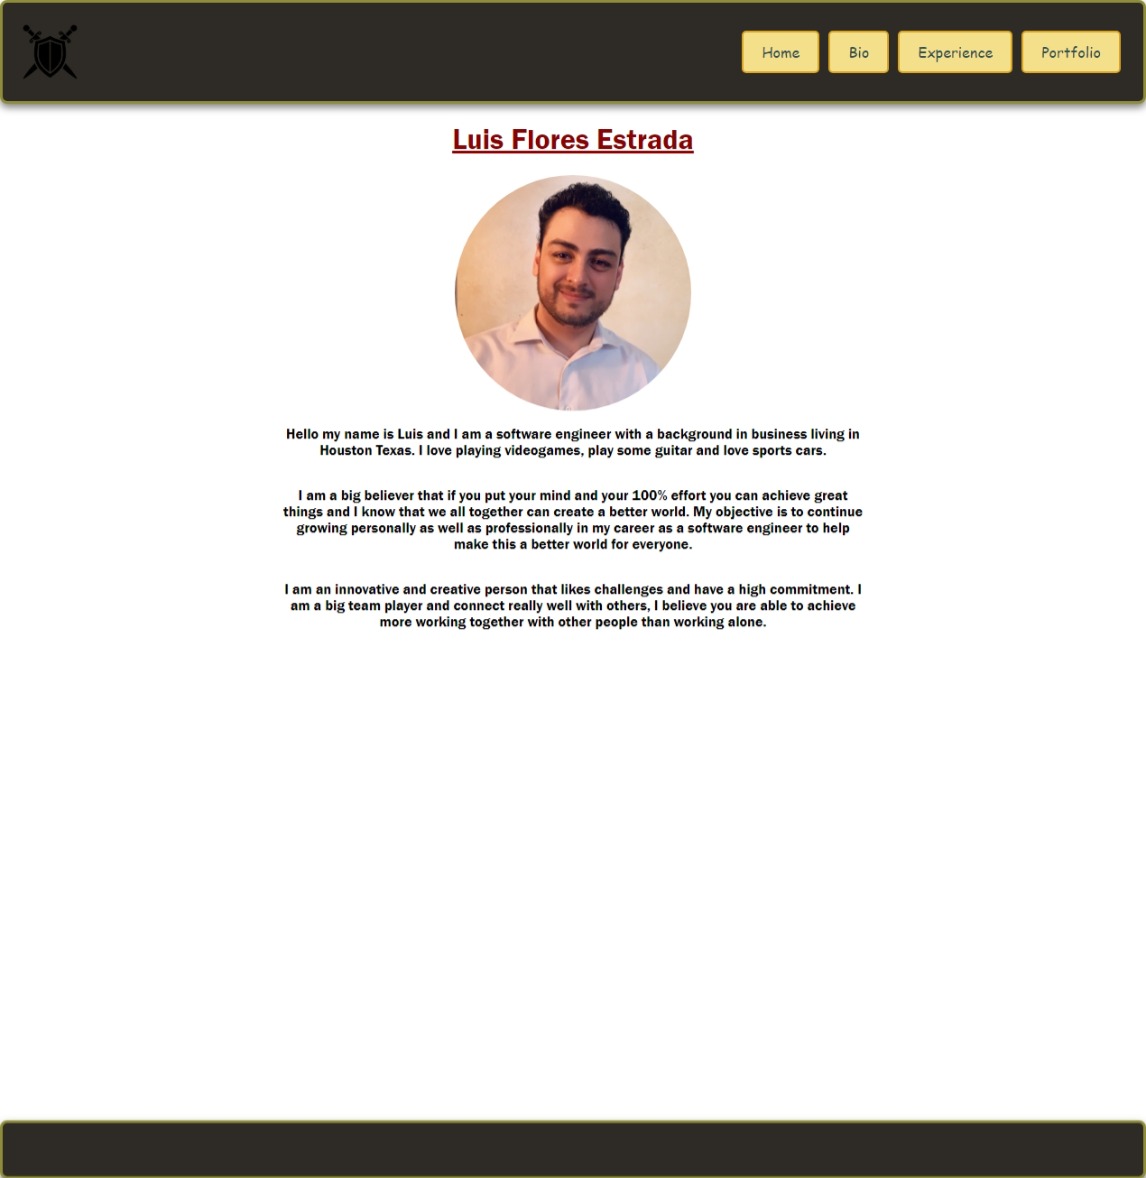 Home Bio Experience Portfolio
Luis Flores Estrada
Hello my name is Luis and I am a software engineer with a background in business living in
Houston Texas. I love playing videogames, play some guitar and love sports cars.
I am a big believer that if you put your mind and your 100% effort you can achieve great
things and I know that we all together can create a better world. My objective is to continue
growing personally as well as professionally in my career as a software engineer to help
make this a better world for everyone.
I am an innovative and creative person that likes challenges and have a high commitment. I
am a big team player and connect really well with others, I believe you are able to achieve
more working together with other people than working alone.